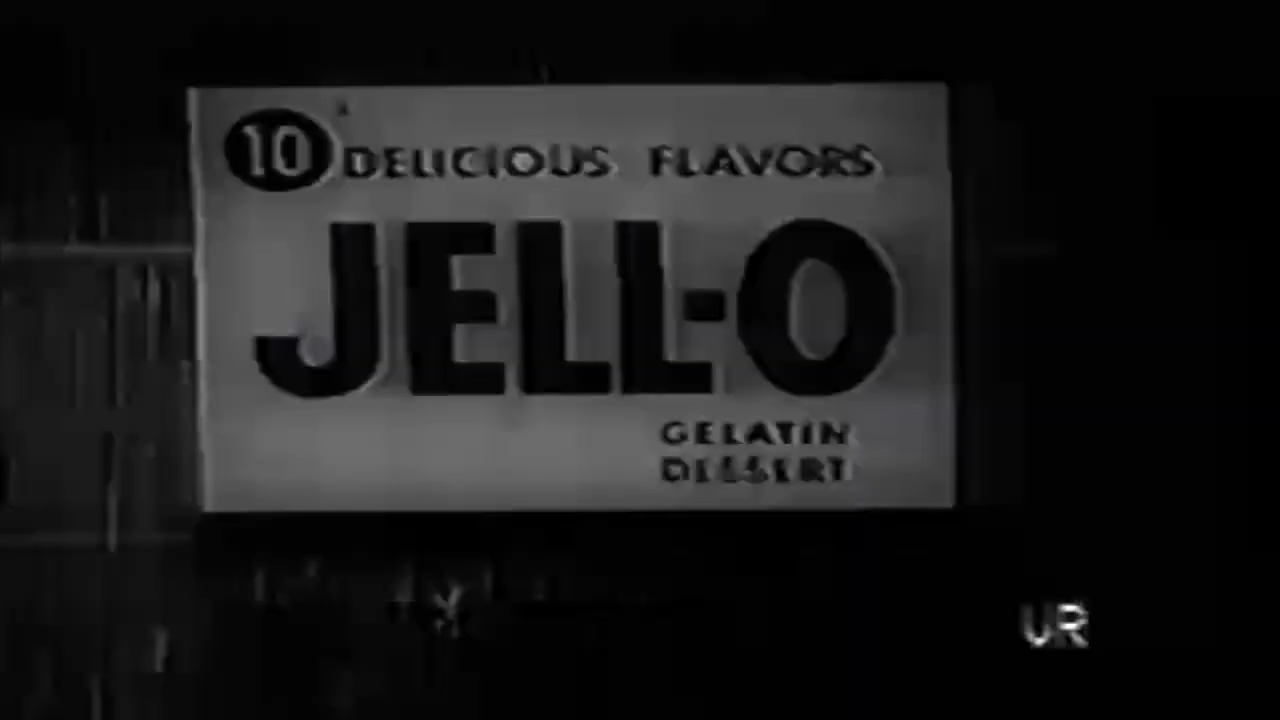 10 DELICIOUS FLAVORS
JELL-O
GELATIN
DESSERT
UR